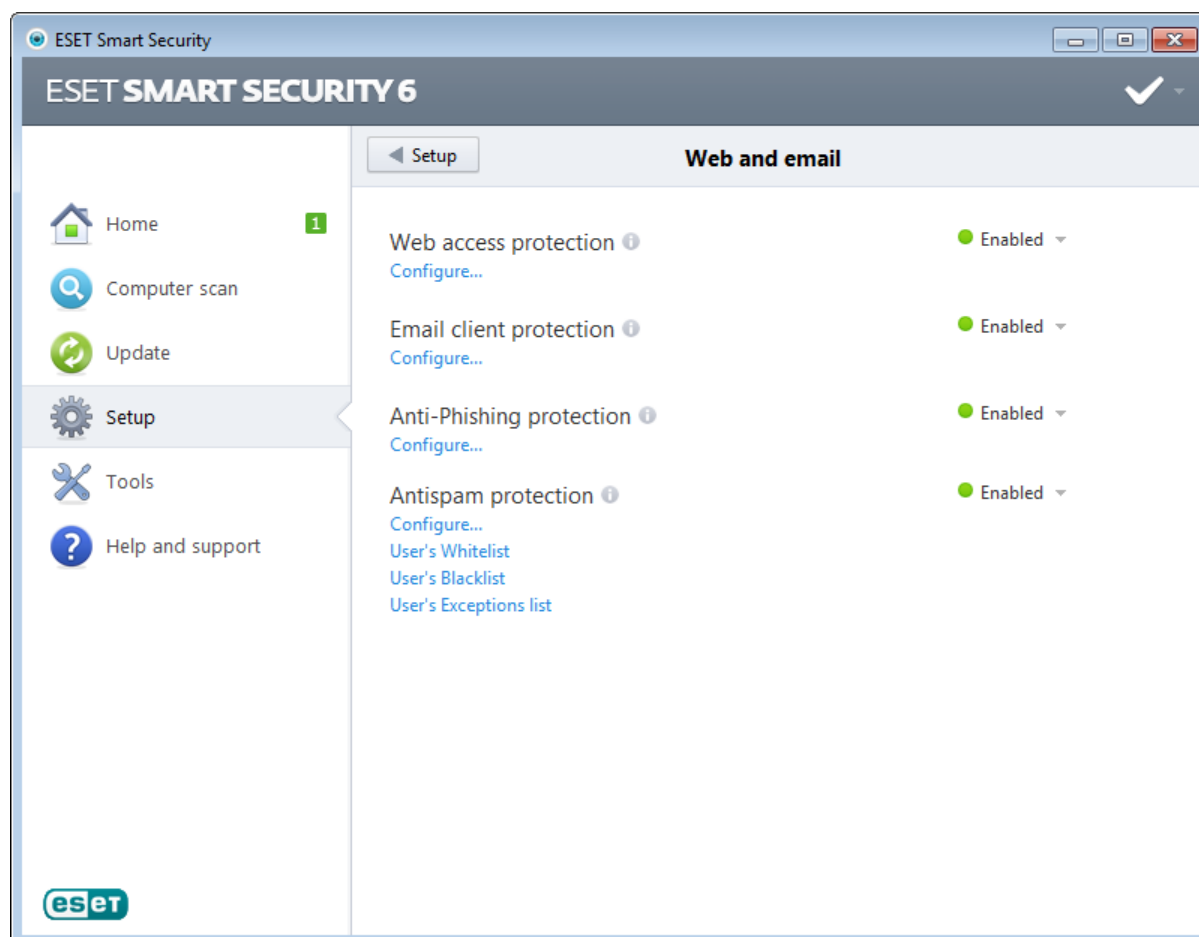 ESET Smart Security
ESET SMART SECURITY 6
Setup
Web and email
Home
1
Computer scan
Update
Setup
Tools
Help and support
Web access protection
Enabled
Configure...
Email client protection
Enabled
Configure...
Anti-Phishing protection
Enabled
Configure...
Antispam protection
Enabled
Configure...
User's Whitelist
User's Blacklist
User's Exceptions list
eseT